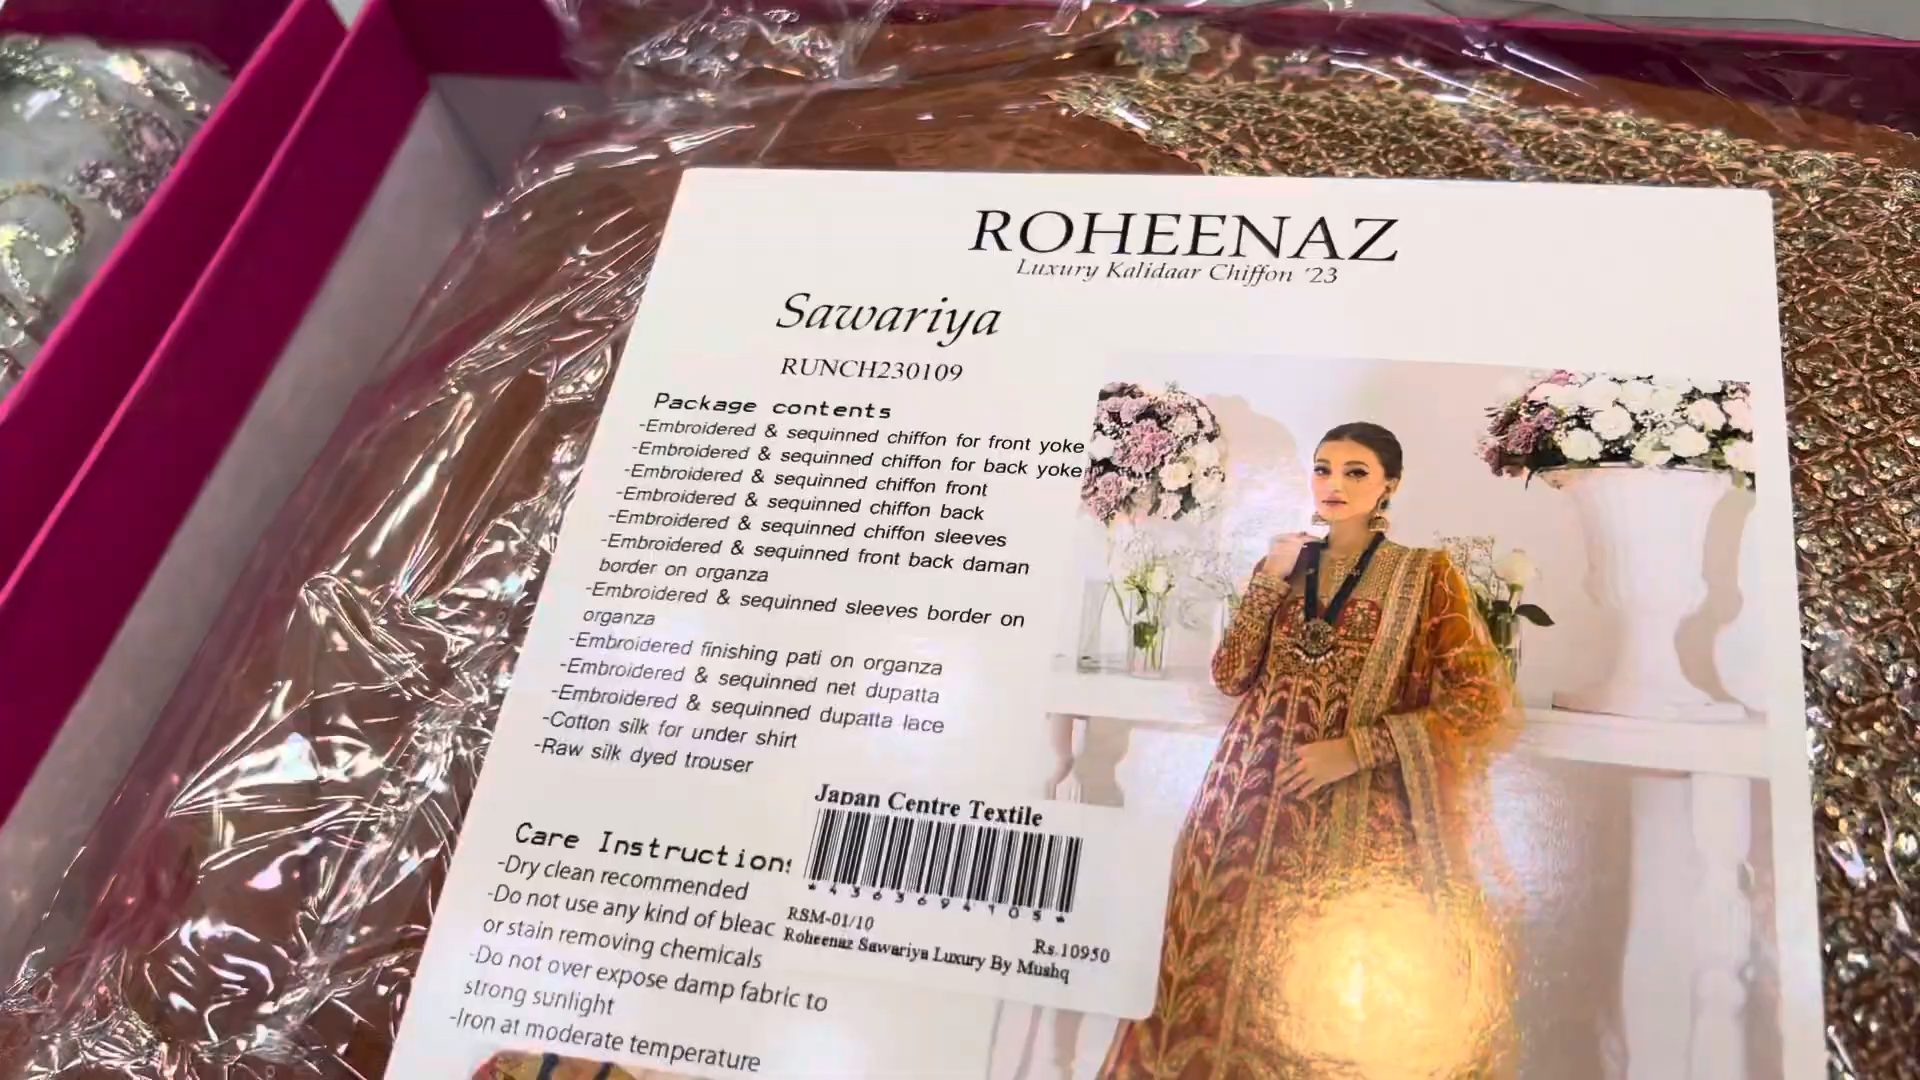 ROHEENAZ
Luxury Kalidaar Chiffon '23
Sawariya
RUNCH230109
Package contents
-Embroidered & sequinned chiffon for front yoke
-Embroidered & sequinned chiffon for back yoke
-Embroidered & sequinned chiffon front
-Embroidered & sequinned chiffon back
-Embroidered & sequinned chiffon sleeves
-Embroidered & sequinned front back daman
border on organza
-Embroidered & sequinned sleeves border on
organza
-Embroidered finishing pati on organza
-Embroidered & sequinned net dupatta
-Embroidered & sequinned dupatta lace
-Cotton silk for under shirt
-Raw silk dyed trouser
Care Instructions
-Dry clean recommended
-Do not use any kind of bleac
or stain removing chemicals
-Do not over expose damp fabric to
strong sunlight
-Iron at moderate temperature
Japan Centre Textile
*4363694105*
RSM-01/10
Rs.10950
Roheenaz Sawariya Luxury By Mushq